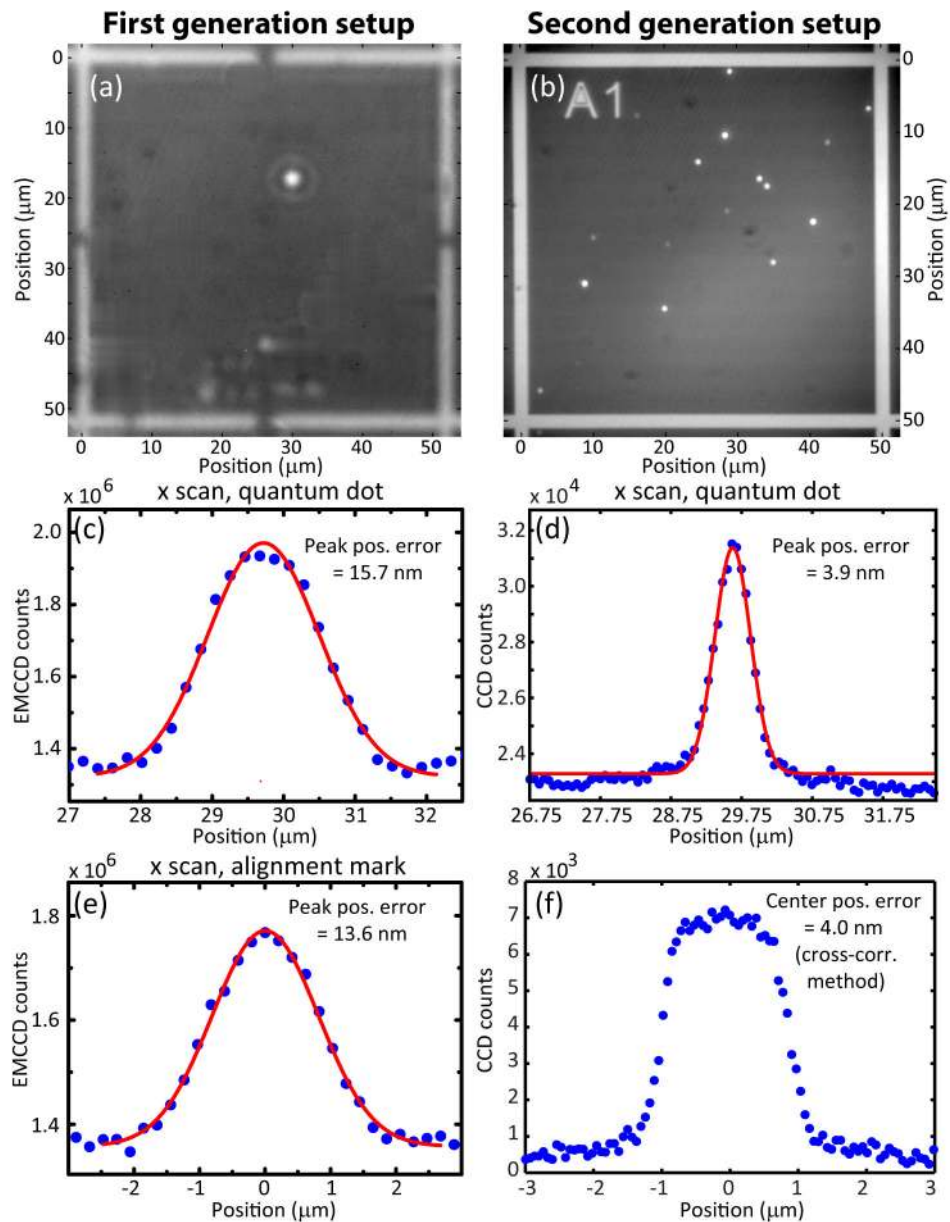 First generation setup
Second generation setup
(a)
0
10
20
30
40
50
Position (μm)
0 10 20 30 40 50
Position (μm)
(b)
A1
0
10
20
30
40
50
Position (μm)
0 10 20 30 40 50
Position (μm)
x 10⁶ x scan, quantum dot
(c)
Peak pos. error
= 15.7 nm
2.0
1.8
1.6
1.4
EMCCD counts
27 28 29 30 31 32
Position (μm)
x 10⁴ x scan, quantum dot
(d)
Peak pos. error
= 3.9 nm
3.2
3.0
2.8
2.6
2.4
2.2
CCD counts
26.75 27.75 28.75 29.75 30.75 31.75
Position (μm)
x 10⁶ x scan, alignment mark
(e)
Peak pos. error
= 13.6 nm
1.8
1.6
1.4
EMCCD counts
-2 -1 0 1 2
Position (μm)
x 10³
(f)
Center pos. error
= 4.0 nm
(cross-corr.
method)
8
7
6
5
4
3
2
1
0
CCD counts
-3 -2 -1 0 1 2 3
Position (μm)